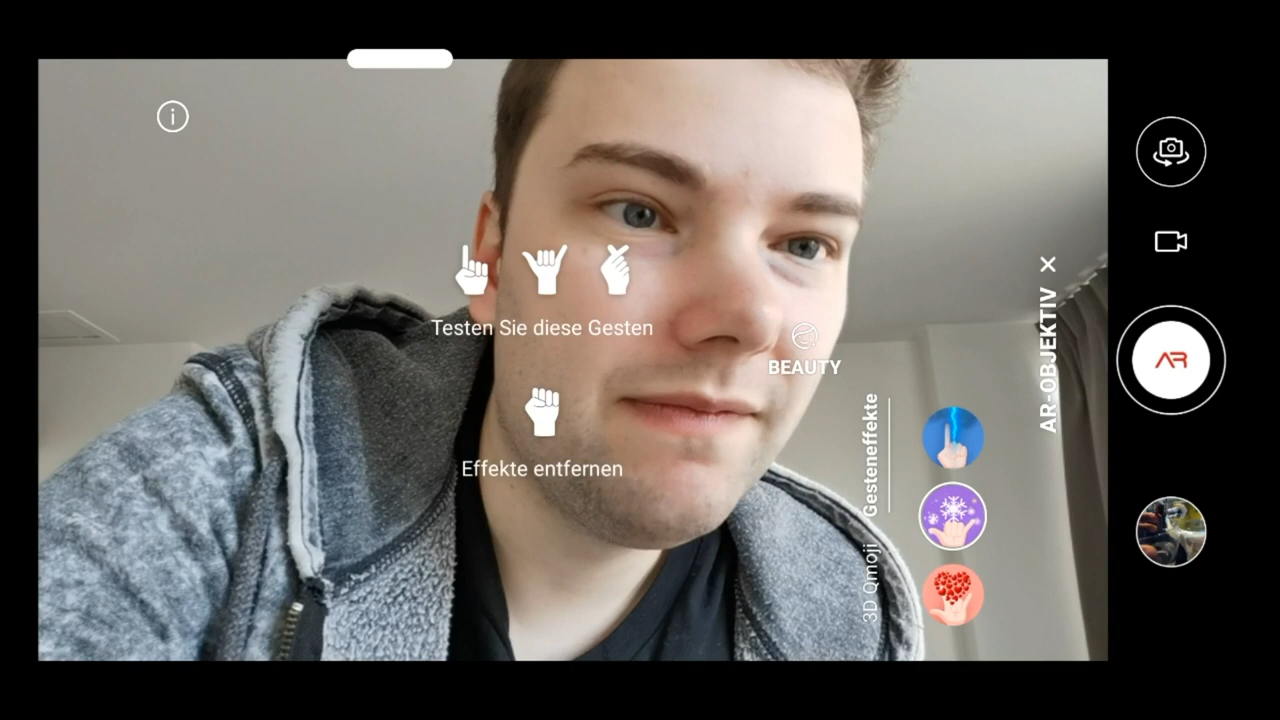 Testen Sie diese Gesten
BEAUTY
Effekte entfernen
Gesteneffekte
3D Qmoji
AR-OBJEKTIV
AR